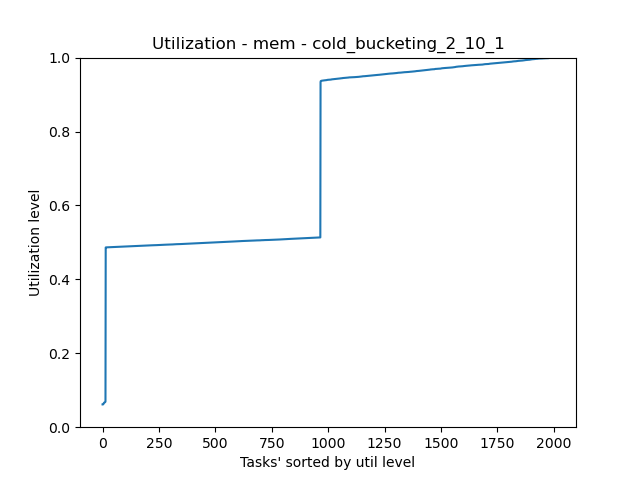 Utilization - mem - cold_bucketing_2_10_1
1.0
0.8
0.6
0.4
0.2
0.0
Utilization level
0 250 500 750 1000 1250 1500 1750 2000
Tasks' sorted by util level